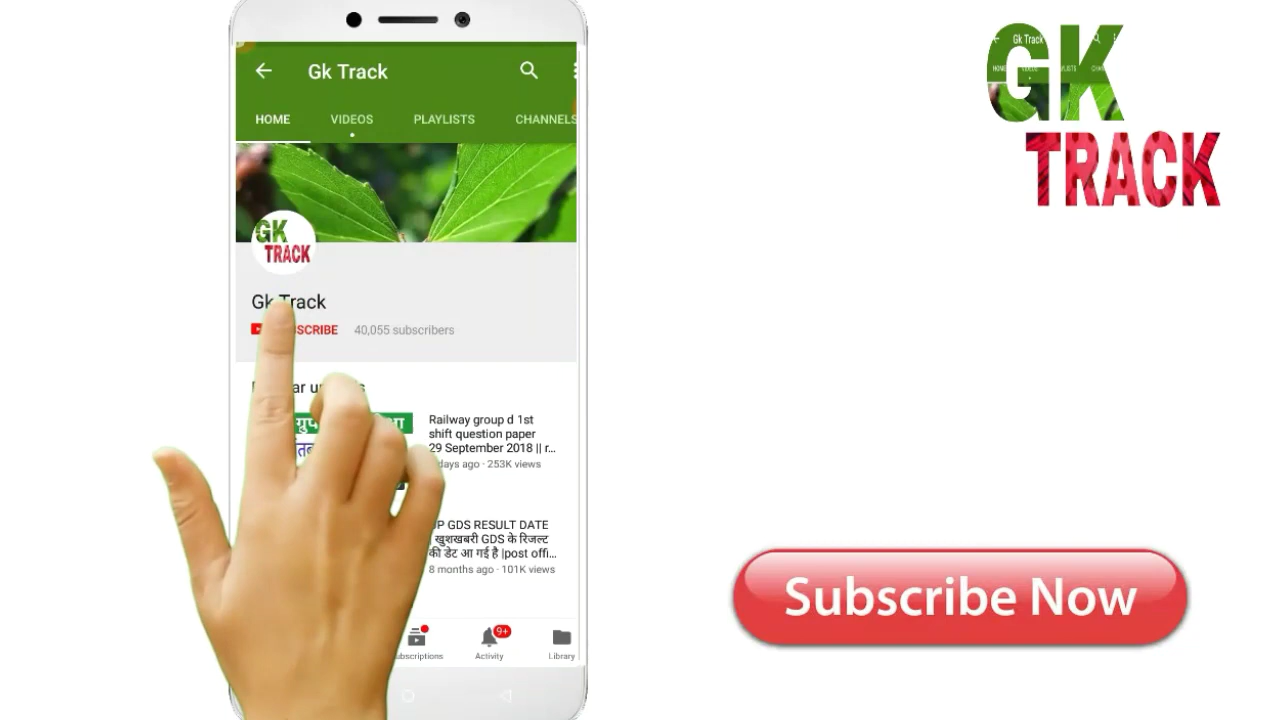 Gk Track
HOME VIDEOS PLAYLISTS CHANNELS
GK
TRACK
Gk Track
40,055 subscribers
Railway group d 1st
shift question paper
29 September 2018 || r...
days ago · 253K views
GDS RESULT DATE
खुशखबरी GDS के रिजल्ट
की डेट आ गई है |post offi...
8 months ago · 101K views
9+
Activity
Library
GK
TRACK
Subscribe Now